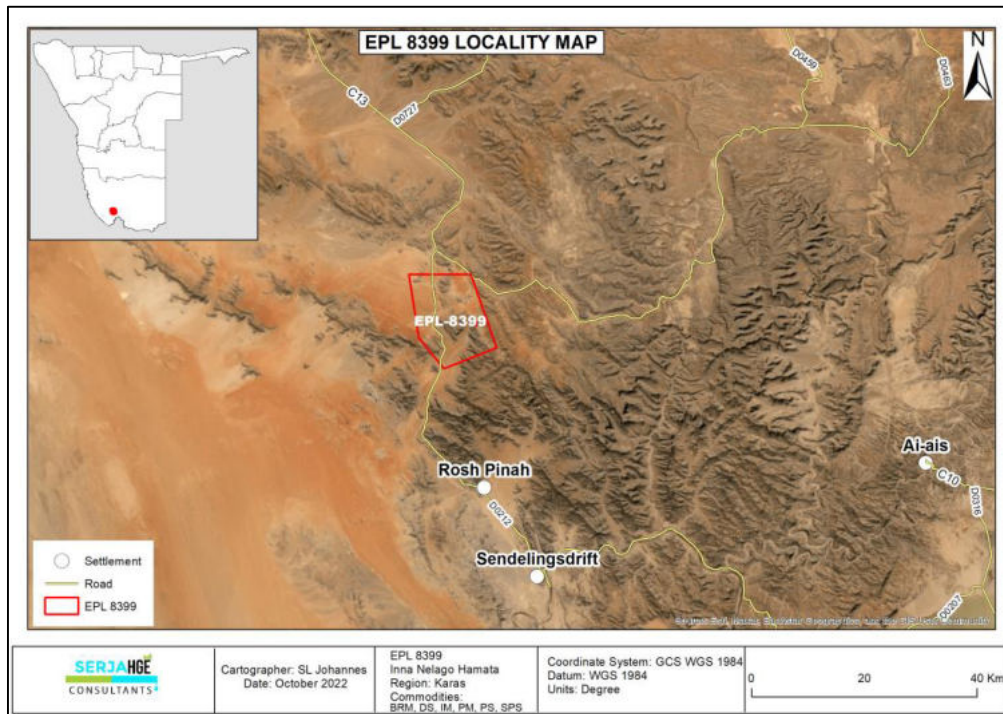 EPL 8399 LOCALITY MAP
N
C13
D0727
D0459
D0463
EPL-8399
Rosh Pinah
D0212
Sendelingsdrift
Ai-ais
C10
D0316
D0207
Settlement
Road
EPL 8399
SERJAHGE
CONSULTANTS
Cartographer: SL Johannes
Date: October 2022
EPL 8399
Inna Nelago Hamata
Region: Karas
Commodities:
BRM, DS, IM, PM, PS, SPS
Coordinate System: GCS WGS 1984
Datum: WGS 1984
Units: Degree
0 20 40 Km